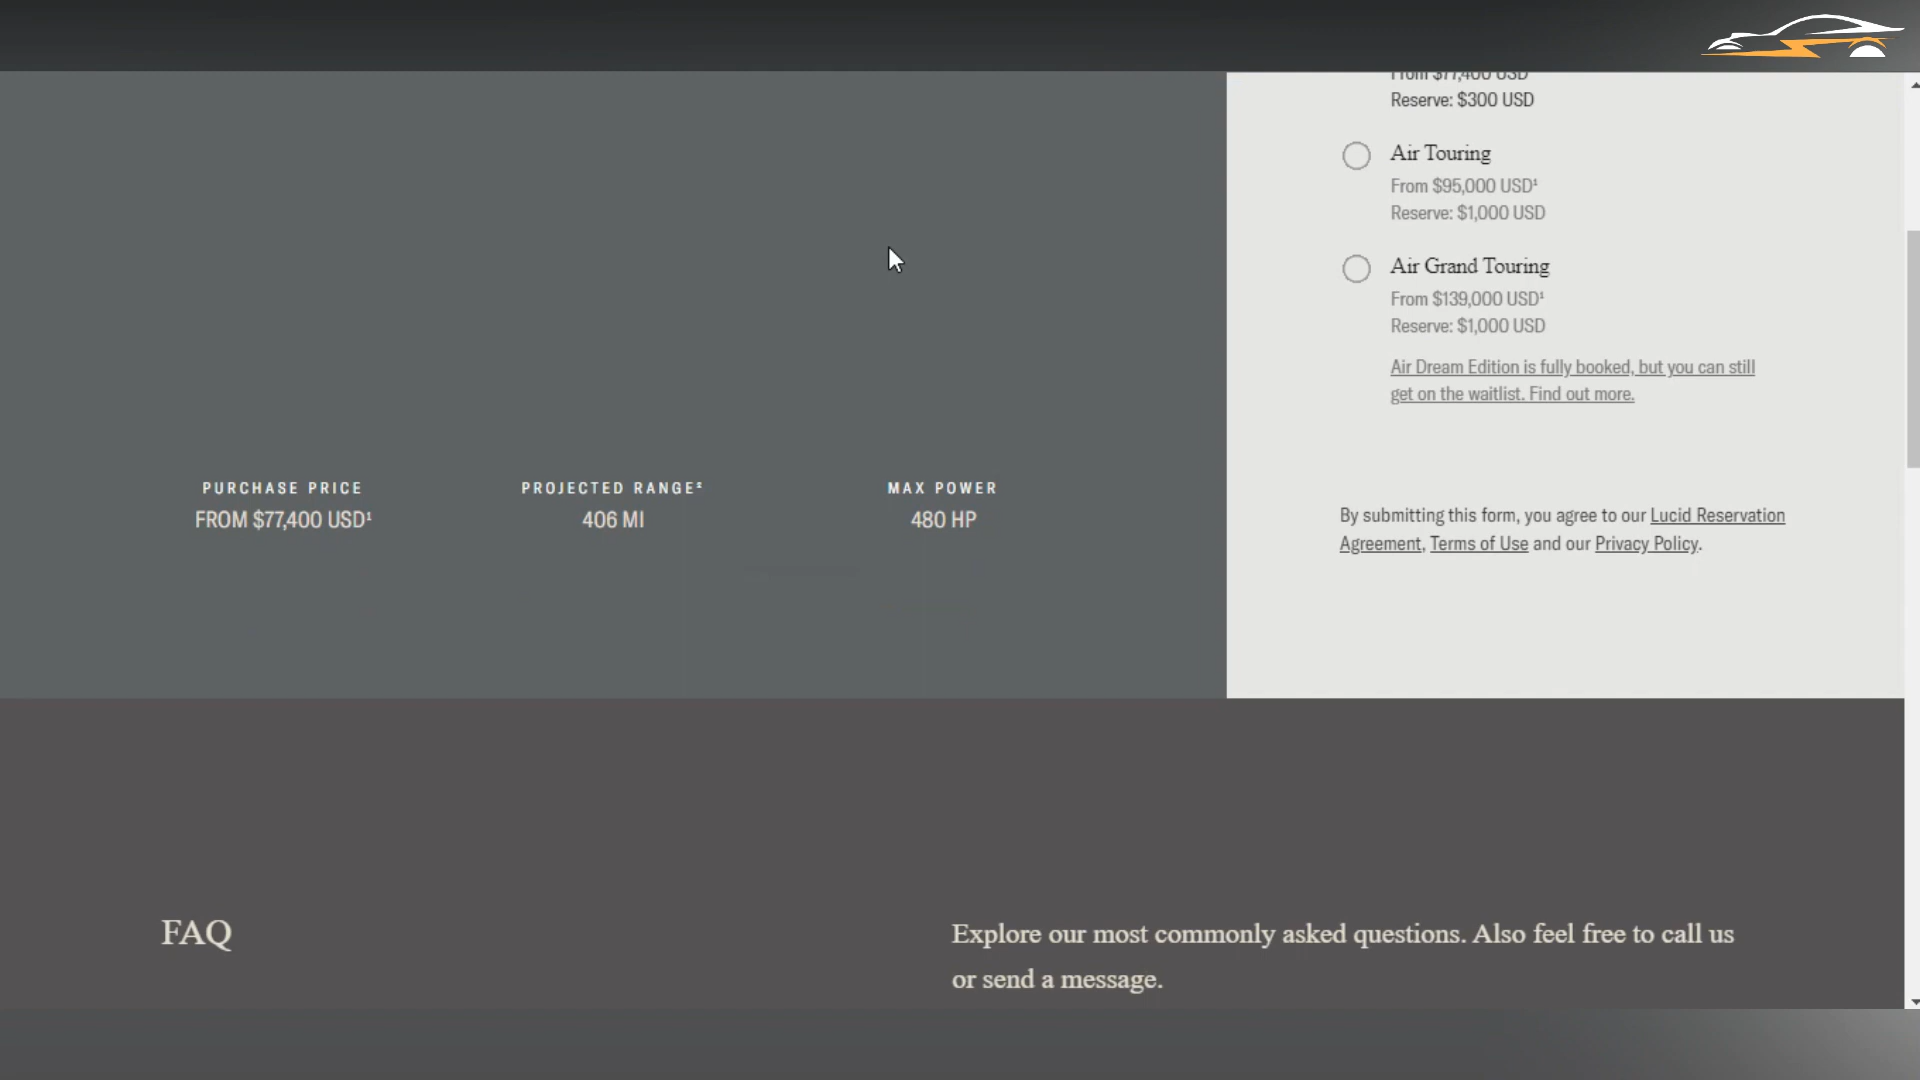 From $77,400 USD
Reserve: $300 USD
Air Touring
From $95,000 USD¹
Reserve: $1,000 USD
Air Grand Touring
From $139,000 USD¹
Reserve: $1,000 USD
Air Dream Edition is fully booked, but you can still
get on the waitlist. Find out more.
PURCHASE PRICE
FROM $77,400 USD¹
PROJECTED RANGE²
406 MI
MAX POWER
480 HP
By submitting this form, you agree to our Lucid Reservation
Agreement, Terms of Use and our Privacy Policy.
FAQ
Explore our most commonly asked questions. Also feel free to call us
or send a message.